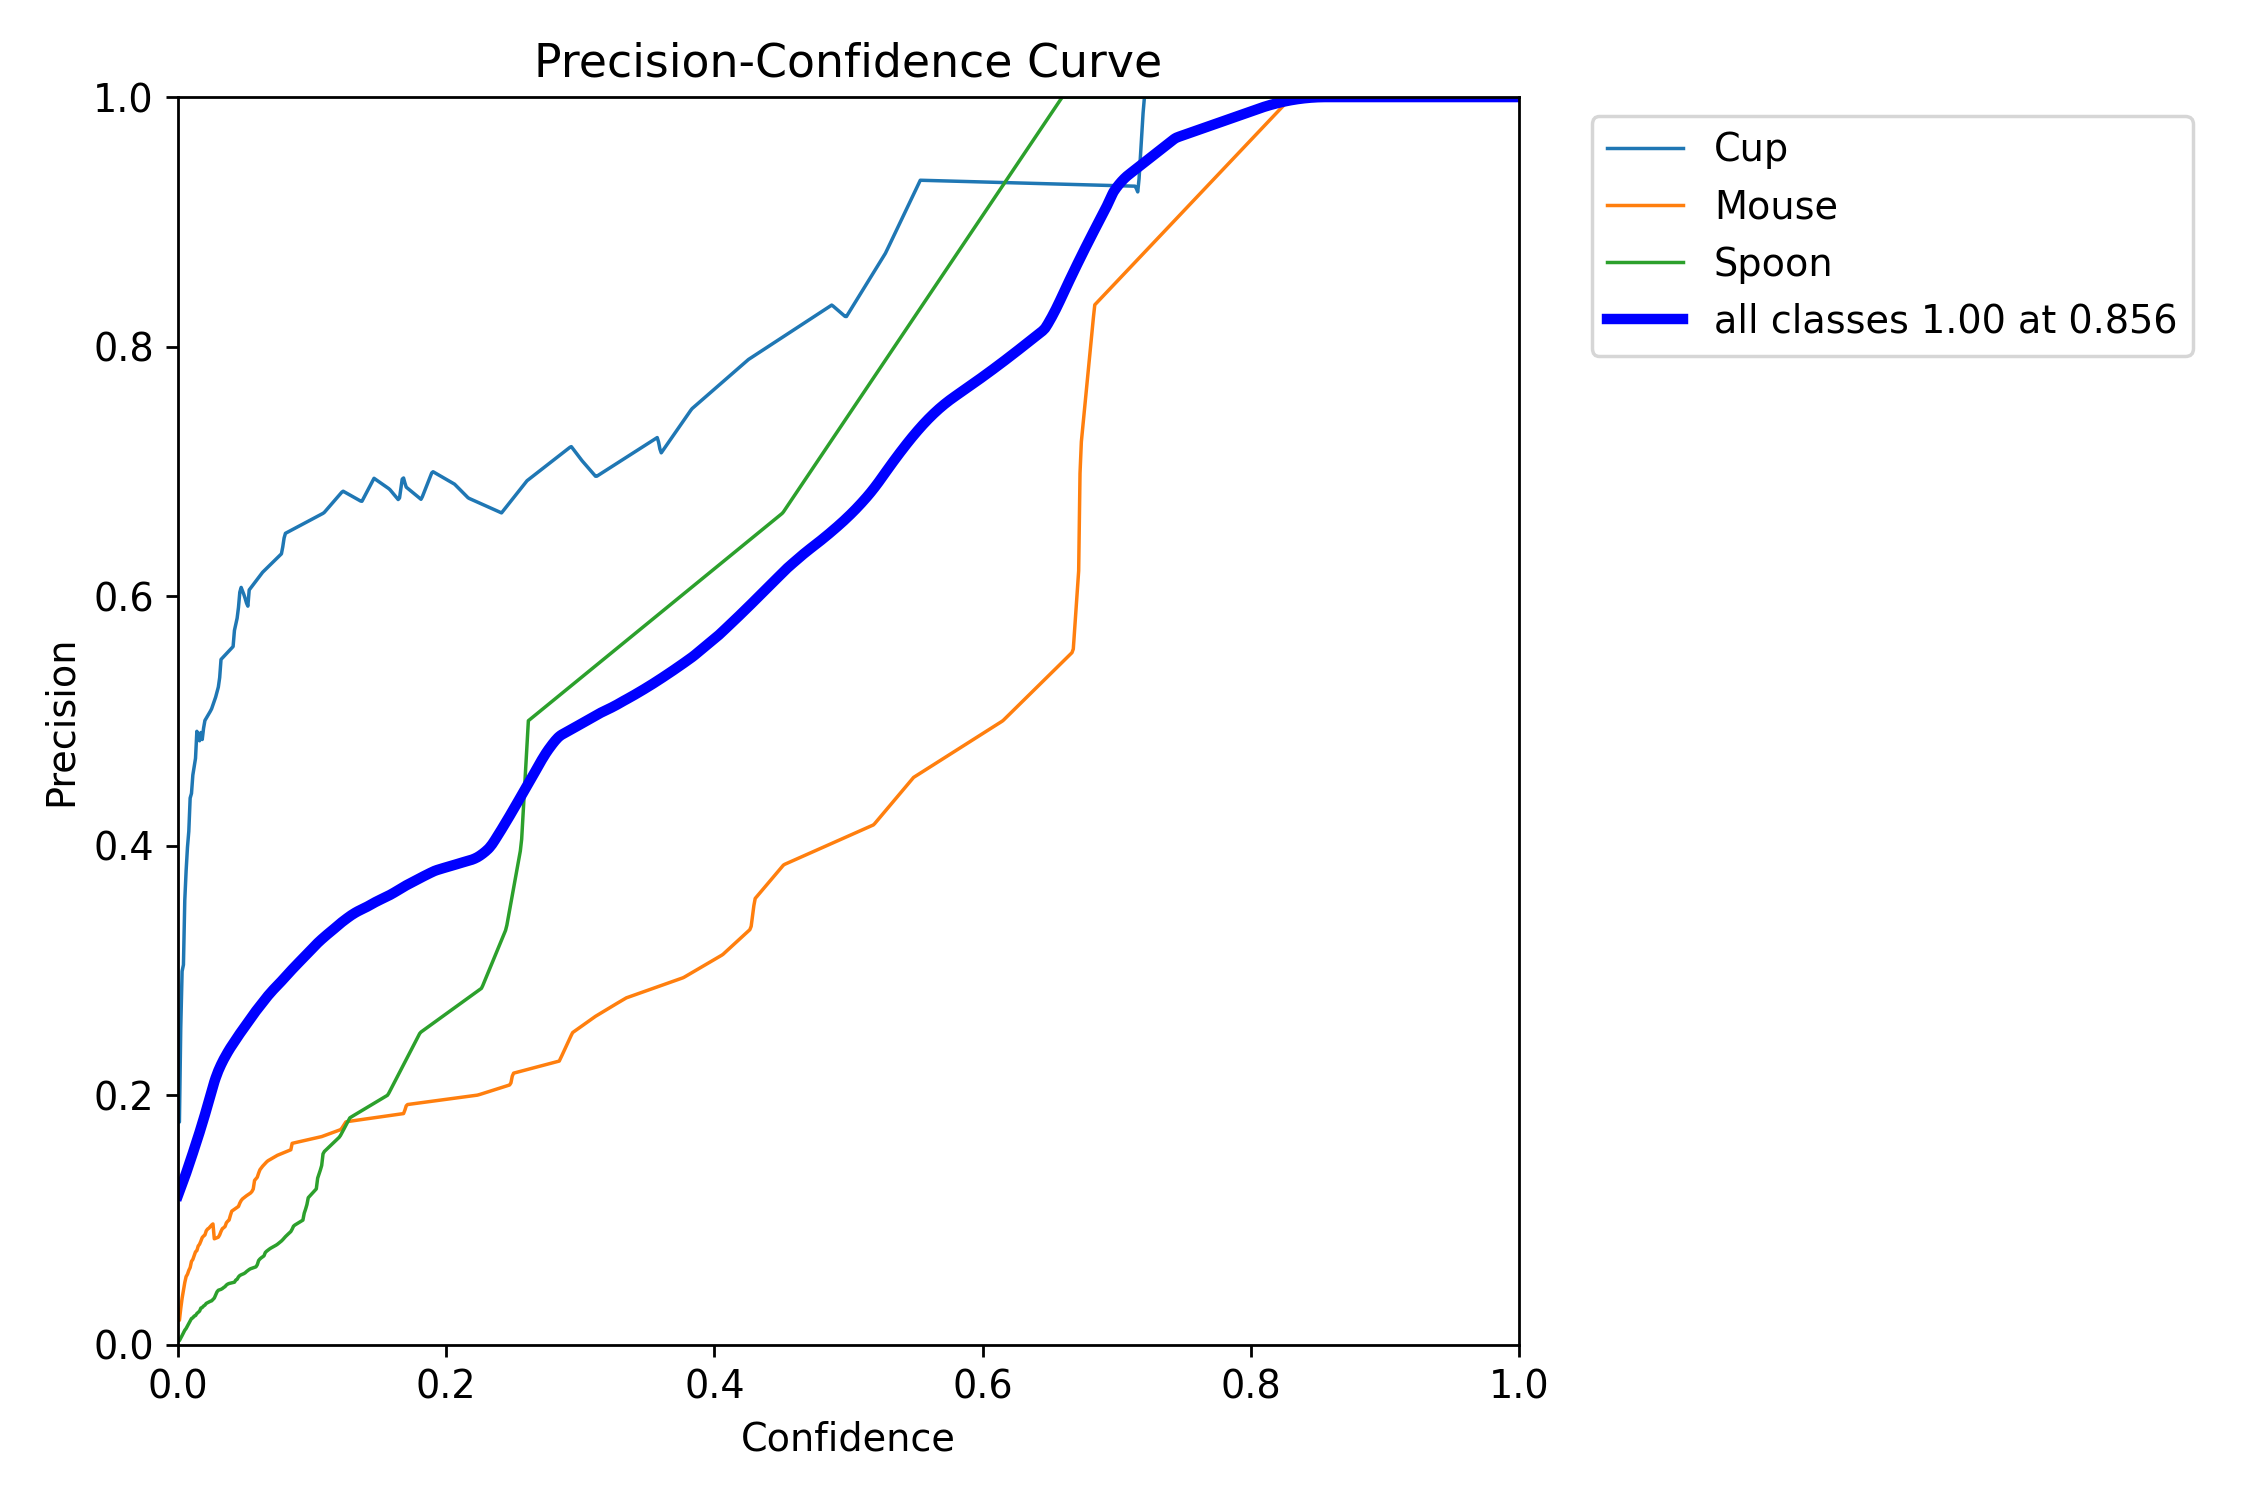 Precision-Confidence Curve
Cup
Mouse
Spoon
all classes 1.00 at 0.856
1.0
0.8
0.6
0.4
0.2
0.0
Precision
0.0 0.2 0.4 0.6 0.8 1.0
Confidence